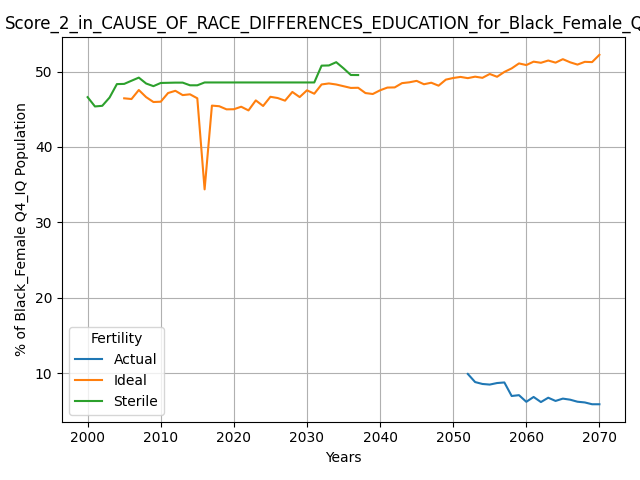 Score_2_in_CAUSE_OF_RACE_DIFFERENCES_EDUCATION_for_Black_Female_Q
% of Black_Female Q4_IQ Population
50
40
30
20
10
Fertility
Actual
Ideal
Sterile
2000 2010 2020 2030 2040 2050 2060 2070
Years